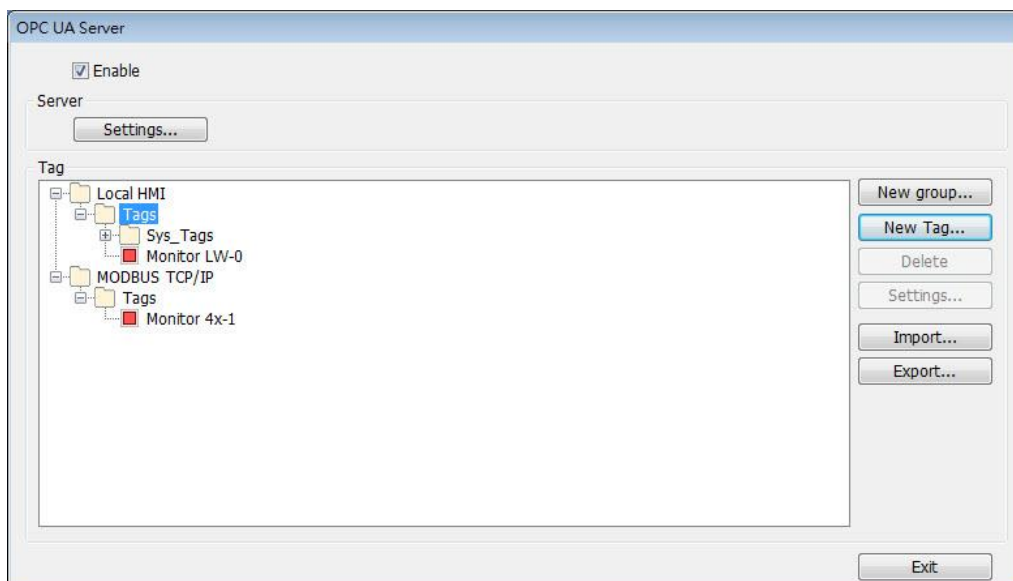 OPC UA Server
Enable
Server
Settings...
Tag
Local HMI
Tags
Sys_Tags
Monitor LW-0
MODBUS TCP/IP
Tags
Monitor 4x-1
New group...
New Tag...
Delete
Settings...
Import...
Export...
Exit